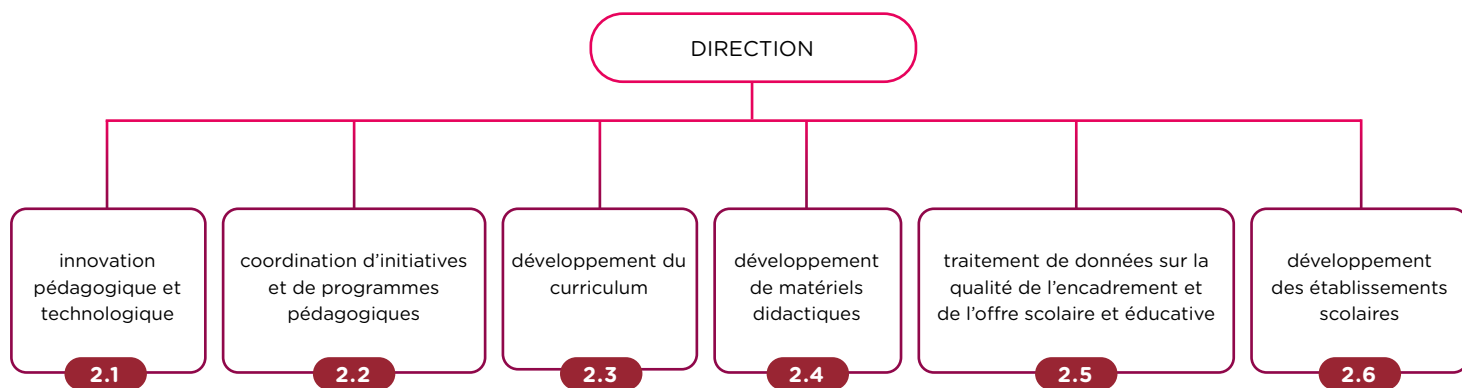 DIRECTION
innovation
pédagogique et
technologique
2.1
coordination d’initiatives
et de programmes
pédagogiques
2.2
développement du
curriculum
2.3
développement
de matériels
didactiques
2.4
traitement de données sur la
qualité de l’encadrement et
de l’offre scolaire et éducative
2.5
développement
des établissements
scolaires
2.6